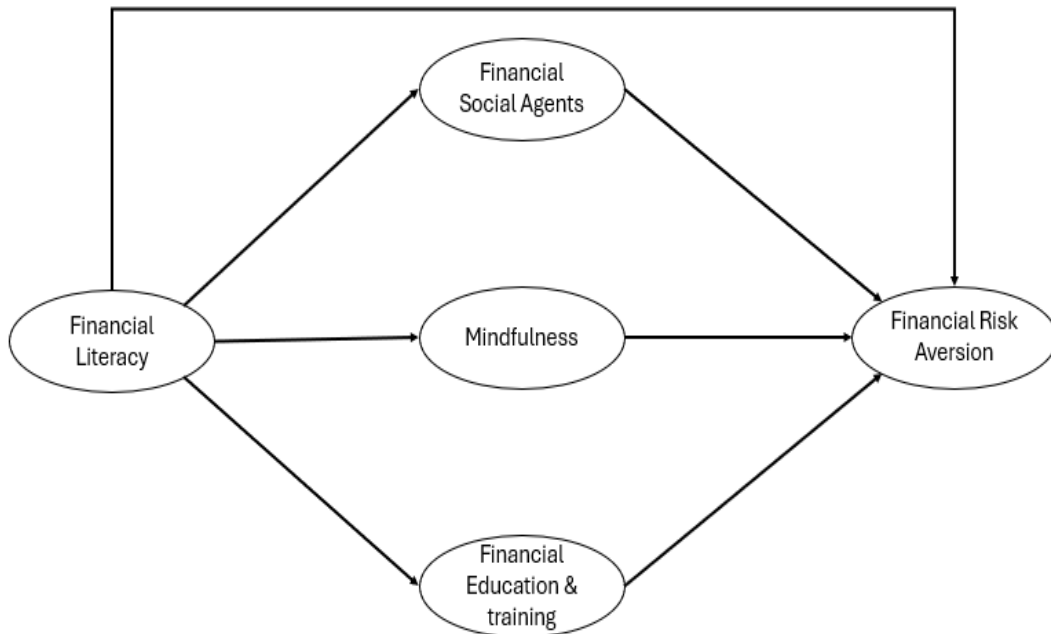 Financial
Social Agents
Financial
Literacy
Mindfulness
Financial Risk
Aversion
Financial
Education &
training